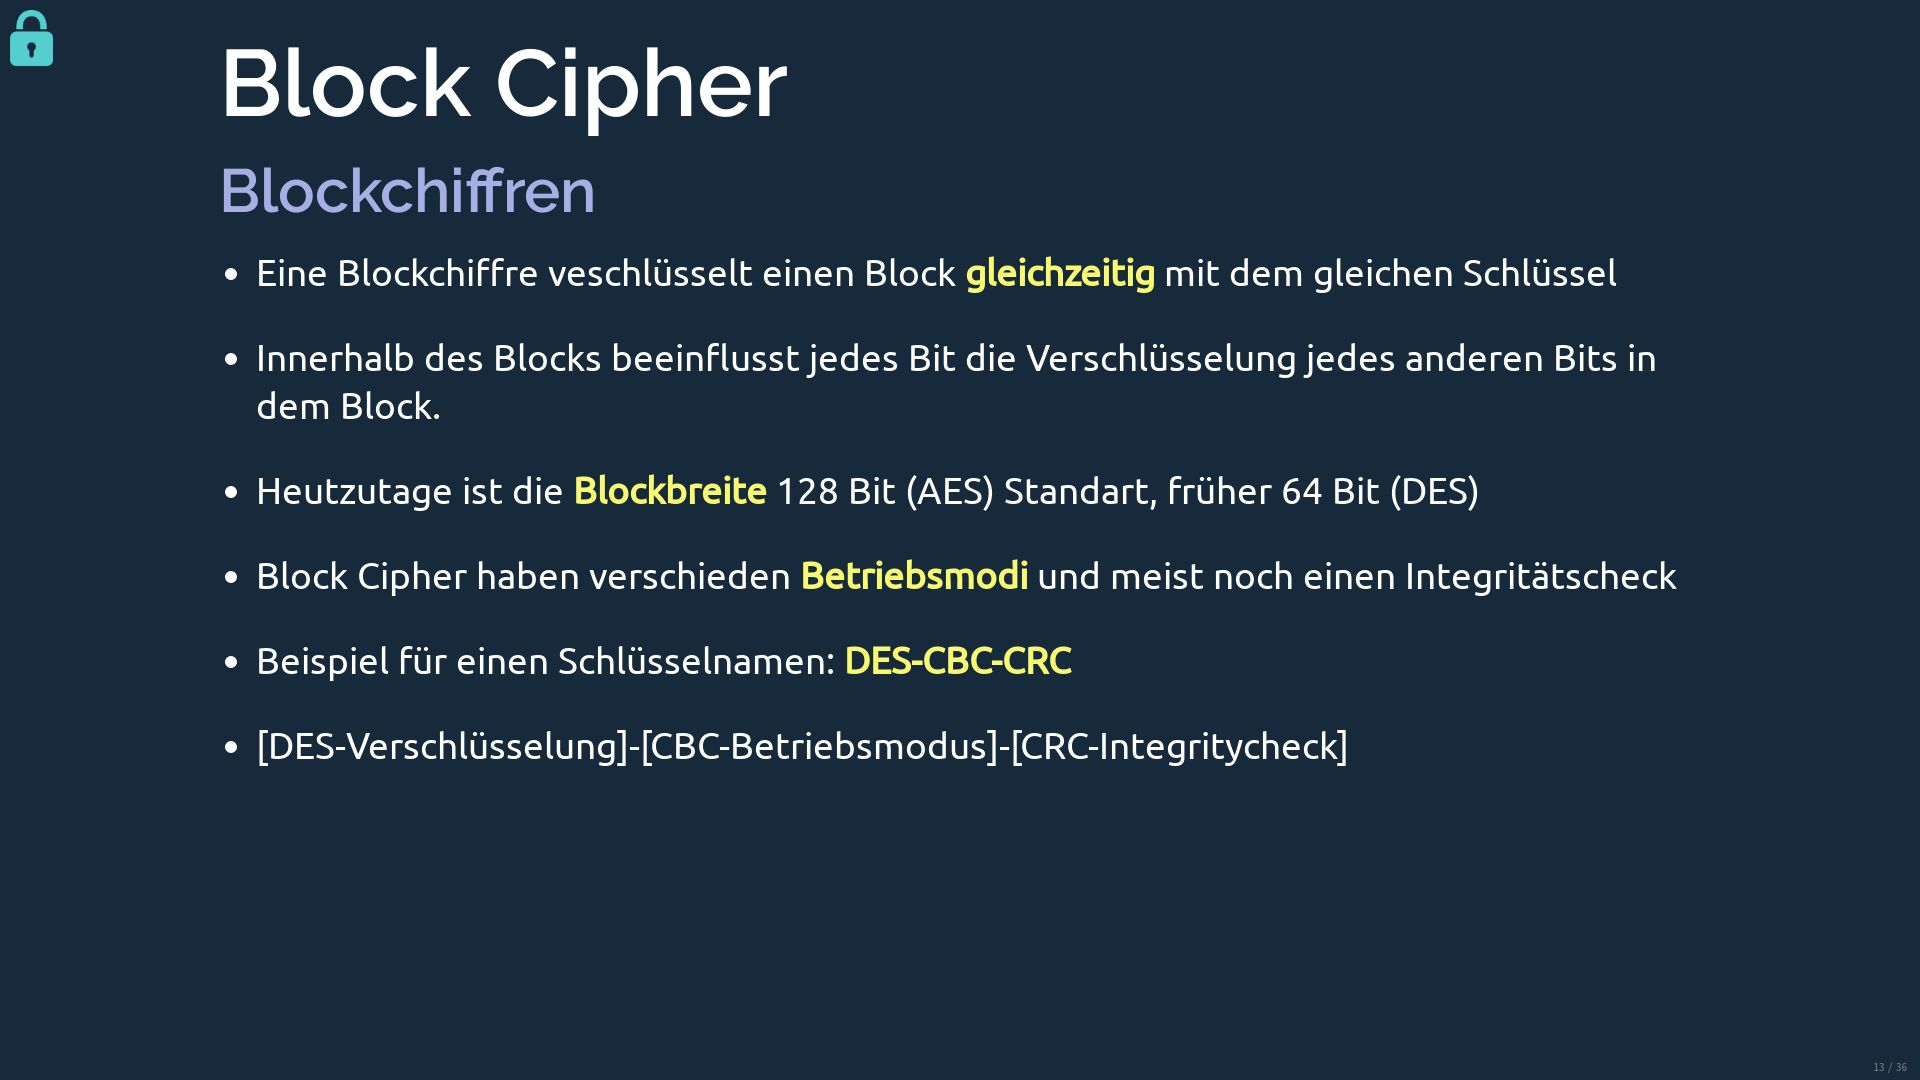 Block Cipher
Blockchiffren
• Eine Blockchiffre veschlüsselt einen Block gleichzeitig mit dem gleichen Schlüssel
• Innerhalb des Blocks beeinflusst jedes Bit die Verschlüsselung jedes anderen Bits in
dem Block.
• Heutzutage ist die Blockbreite 128 Bit (AES) Standart, früher 64 Bit (DES)
• Block Cipher haben verschieden Betriebsmodi und meist noch einen Integritätscheck
• Beispiel für einen Schlüsselnamen: DES-CBC-CRC
• [DES-Verschlüsselung]-[CBC-Betriebsmodus]-[CRC-Integritycheck]
13 / 36